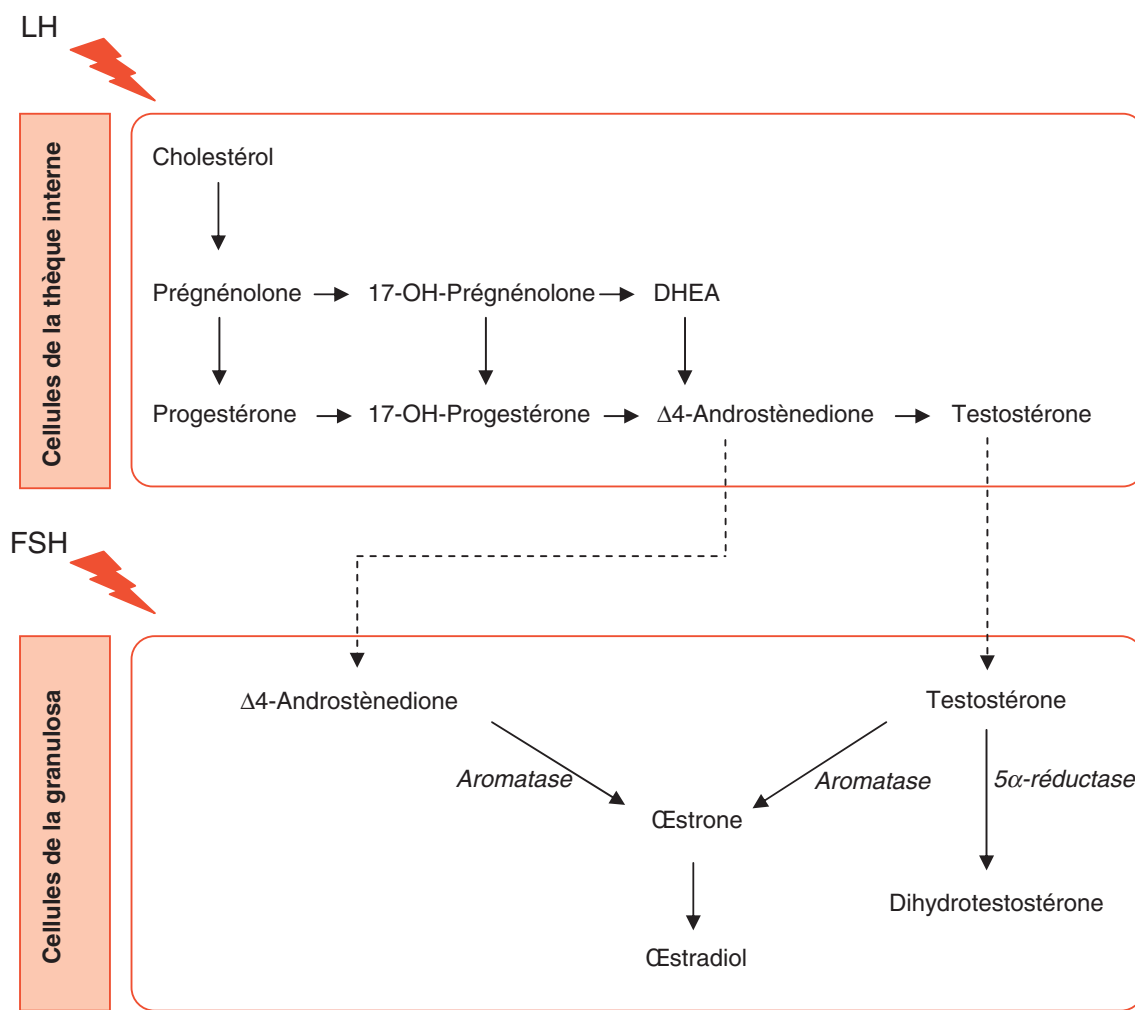 LH
Cellules de la thèque interne
Cholestérol
Prégnénolone
17-OH-Prégnénolone
DHEA
Progestérone
17-OH-Progestérone
Δ4-Androstènedione
Testostérone
FSH
Cellules de la granulosa
Δ4-Androstènedione
Testostérone
Aromatase
Aromatase
5α-réductase
Œstrone
Dihydrotestostérone
Œstradiol